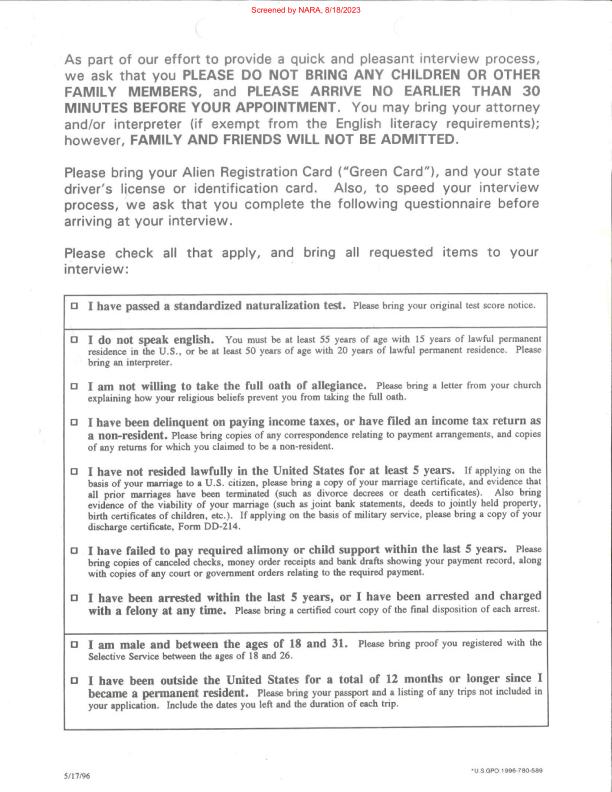 Screened by NARA, 8/18/2023
As part of our effort to provide a quick and pleasant interview process,
we ask that you PLEASE DO NOT BRING ANY CHILDREN OR OTHER
FAMILY MEMBERS, and PLEASE ARRIVE NO EARLIER THAN 30
MINUTES BEFORE YOUR APPOINTMENT. You may bring your attorney
and/or interpreter (if exempt from the English literacy requirements);
however, FAMILY AND FRIENDS WILL NOT BE ADMITTED.
Please bring your Alien Registration Card ("Green Card"), and your state
driver's license or identification card. Also, to speed your interview
process, we ask that you complete the following questionnaire before
arriving at your interview.
Please check all that apply, and bring all requested items to your
interview:
☐ I have passed a standardized naturalization test. Please bring your original test score notice.
☐ I do not speak english. You must be at least 55 years of age with 15 years of lawful permanent
residence in the U.S., or be at least 50 years of age with 20 years of lawful permanent residence. Please
bring an interpreter.
☐ I am not willing to take the full oath of allegiance. Please bring a letter from your church
explaining how your religious beliefs prevent you from taking the full oath.
☐ I have been delinquent on paying income taxes, or have filed an income tax return as
a non-resident. Please bring copies of any correspondence relating to payment arrangements, and copies
of any returns for which you claimed to be a non-resident.
☐ I have not resided lawfully in the United States for at least 5 years. If applying on the
basis of your marriage to a U.S. citizen, please bring a copy of your marriage certificate, and evidence that
all prior marriages have been terminated (such as divorce decrees or death certificates). Also bring
evidence of the viability of your marriage (such as joint bank statements, deeds to jointly held property,
birth certificates of children, etc.). If applying on the basis of military service, please bring a copy of your
discharge certificate, Form DD-214.
☐ I have failed to pay required alimony or child support within the last 5 years. Please
bring copies of canceled checks, money order receipts and bank drafts showing your payment record, along
with copies of any court or government orders relating to the required payment.
☐ I have been arrested within the last 5 years, or I have been arrested and charged
with a felony at any time. Please bring a certified court copy of the final disposition of each arrest.
☐ I am male and between the ages of 18 and 31. Please bring proof you registered with the
Selective Service between the ages of 18 and 26.
☐ I have been outside the United States for a total of 12 months or longer since I
became a permanent resident. Please bring your passport and a listing of any trips not included in
your application. Include the dates you left and the duration of each trip.
5/17/96
*U.S.GPO:1996-780-589